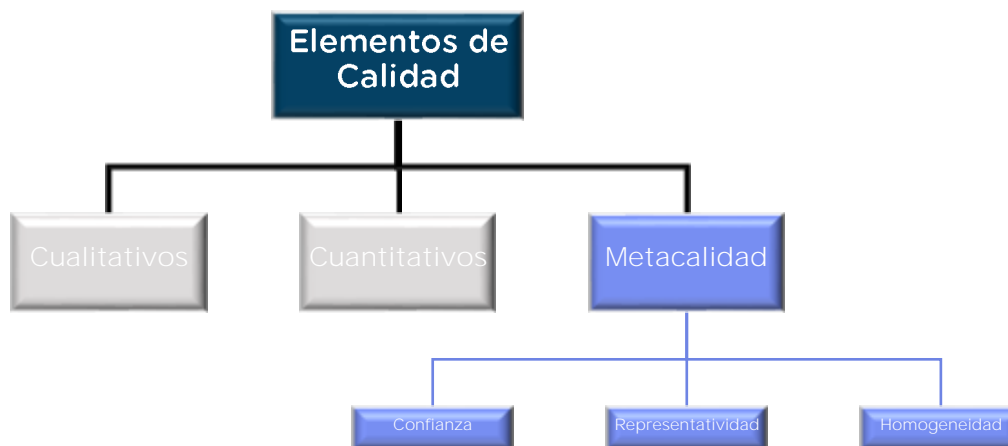 Elementos de
Calidad
Cualitativos
Cuantitativos
Metacalidad
Confianza
Representatividad
Homogeneidad